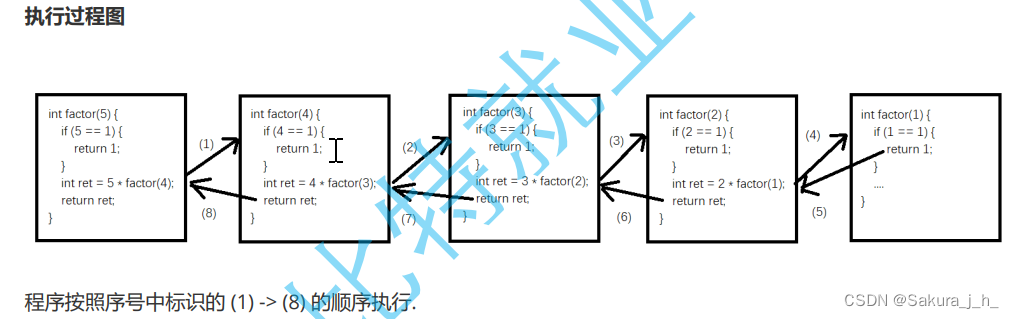 执行过程图
int factor(5) {
if (5 == 1) {
return 1;
}
int ret = 5 * factor(4);
return ret;
}
(1)
(8)
int factor(4) {
if (4 == 1) {
return 1;
}
int ret = 4 * factor(3);
return ret;
}
(2)
(7)
int factor(3) {
if (3 == 1) {
return 1;
}
int ret = 3 * factor(2);
return ret;
}
(3)
(6)
int factor(2) {
if (2 == 1) {
return 1;
}
int ret = 2 * factor(1);
return ret;
}
(4)
(5)
int factor(1) {
if (1 == 1) {
return 1;
}
....
}
比特就业
程序按照序号中标识的 (1) -> (8) 的顺序执行.
CSDN @Sakura_j_h_